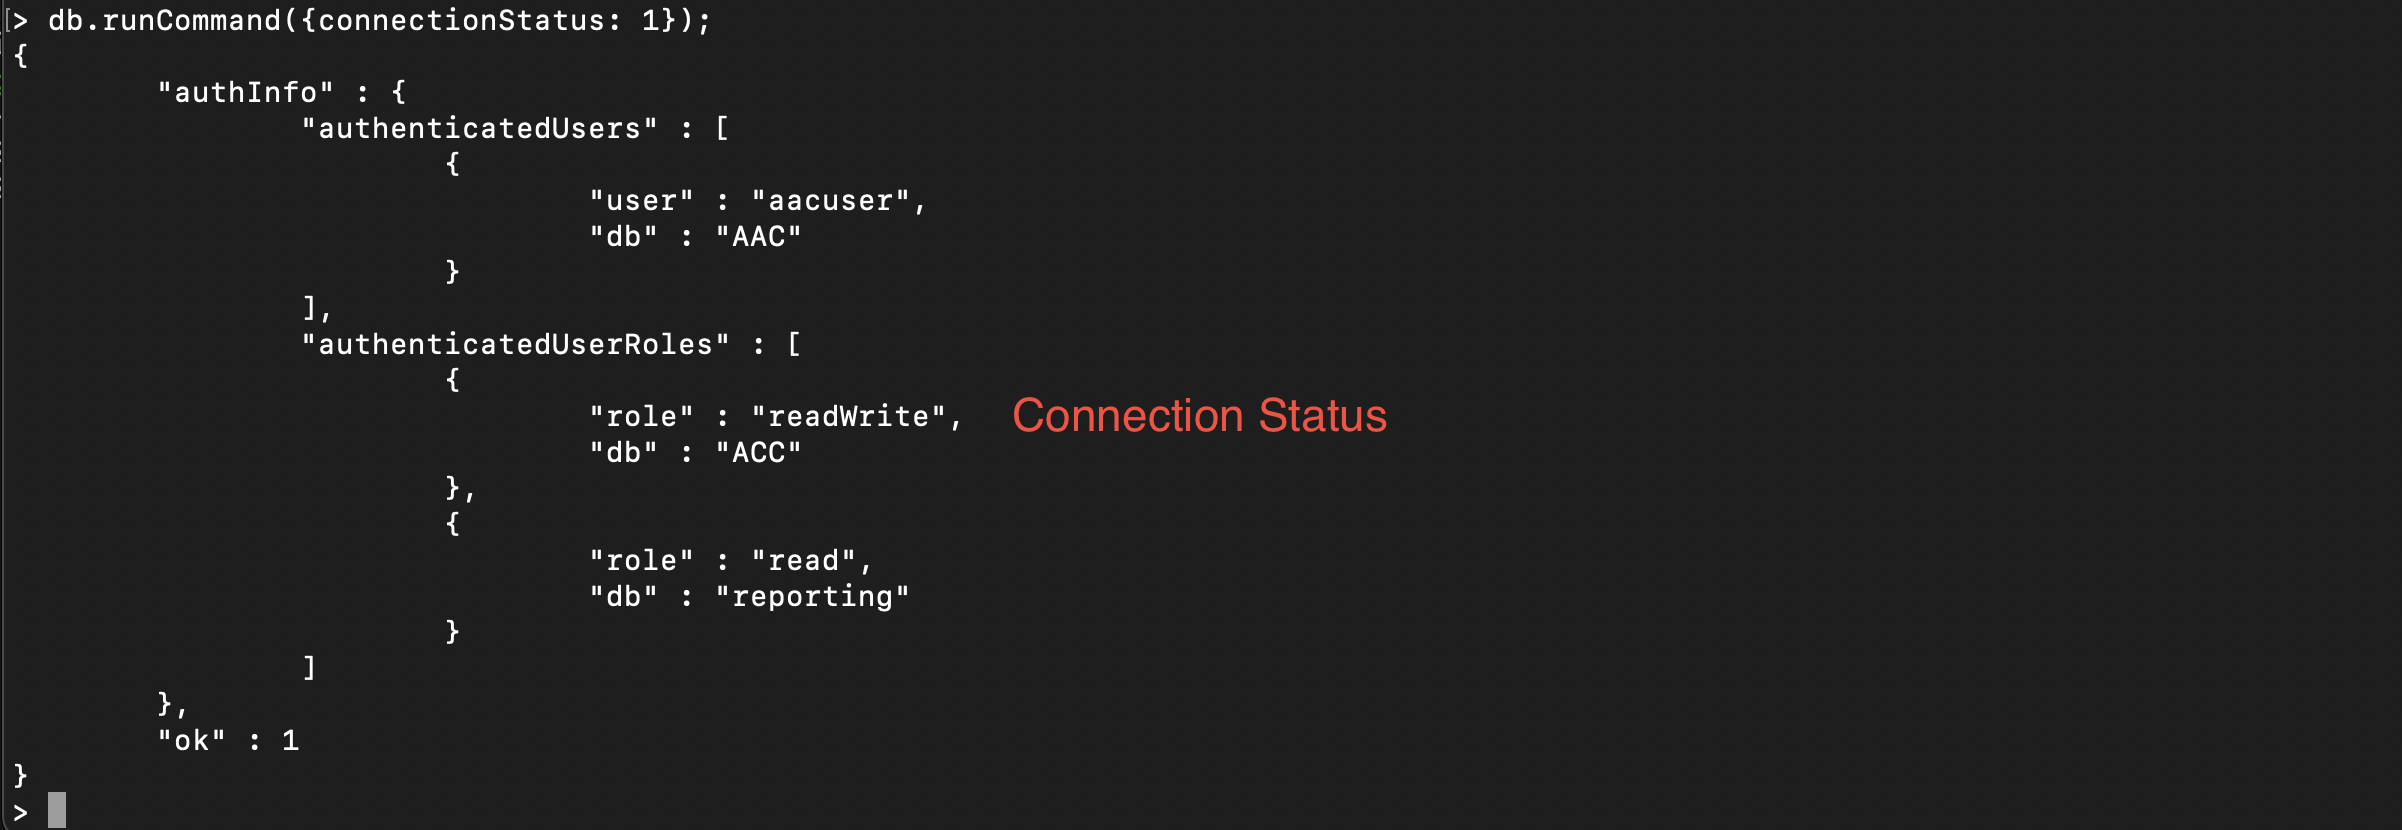 > db.runCommand({connectionStatus: 1});
{
"authInfo" : {
"authenticatedUsers" : [
{
"user" : "aacuser",
"db" : "AAC"
}
],
"authenticatedUserRoles" : [
{
"role" : "readWrite", Connection Status
"db" : "ACC"
},
{
"role" : "read",
"db" : "reporting"
}
]
},
"ok" : 1
}
>